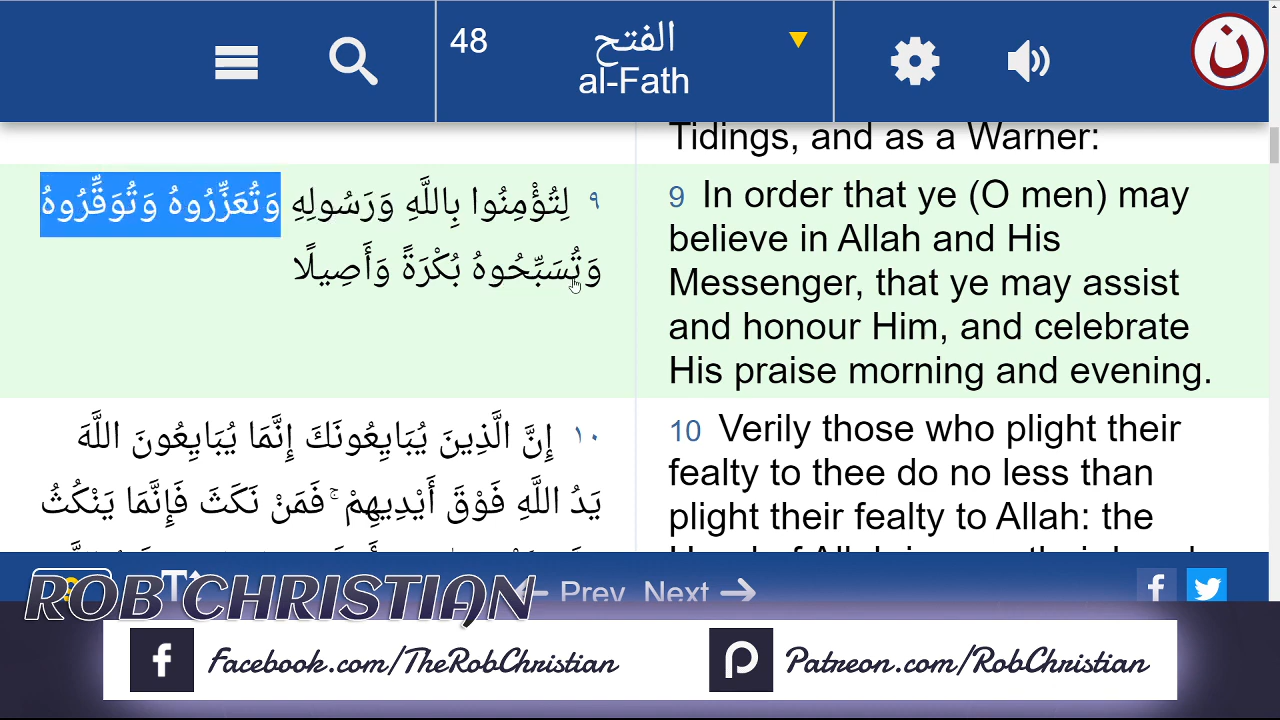 48
الفتح
al-Fath
ن
Tidings, and as a Warner:
٩ لِتُؤْمِنُوا بِاللَّهِ وَرَسُولِهِ وَتُعَزِّرُوهُ وَتُوَقِّرُوهُ
وَتُسَبِّحُوهُ بُكْرَةً وَأَصِيلًا
9 In order that ye (O men) may
believe in Allah and His
Messenger, that ye may assist
and honour Him, and celebrate
His praise morning and evening.
١٠ إِنَّ الَّذِينَ يُبَايِعُونَكَ إِنَّمَا يُبَايِعُونَ اللَّهَ
يَدُ اللَّهِ فَوْقَ أَيْدِيهِمْ ۚ فَمَنْ نَكَثَ فَإِنَّمَا يَنْكُثُ
10 Verily those who plight their
fealty to thee do no less than
plight their fealty to Allah: the
Prev Next
ROB CHRISTIAN
Facebook.com/TheRobChristian
Patreon.com/RobChristian